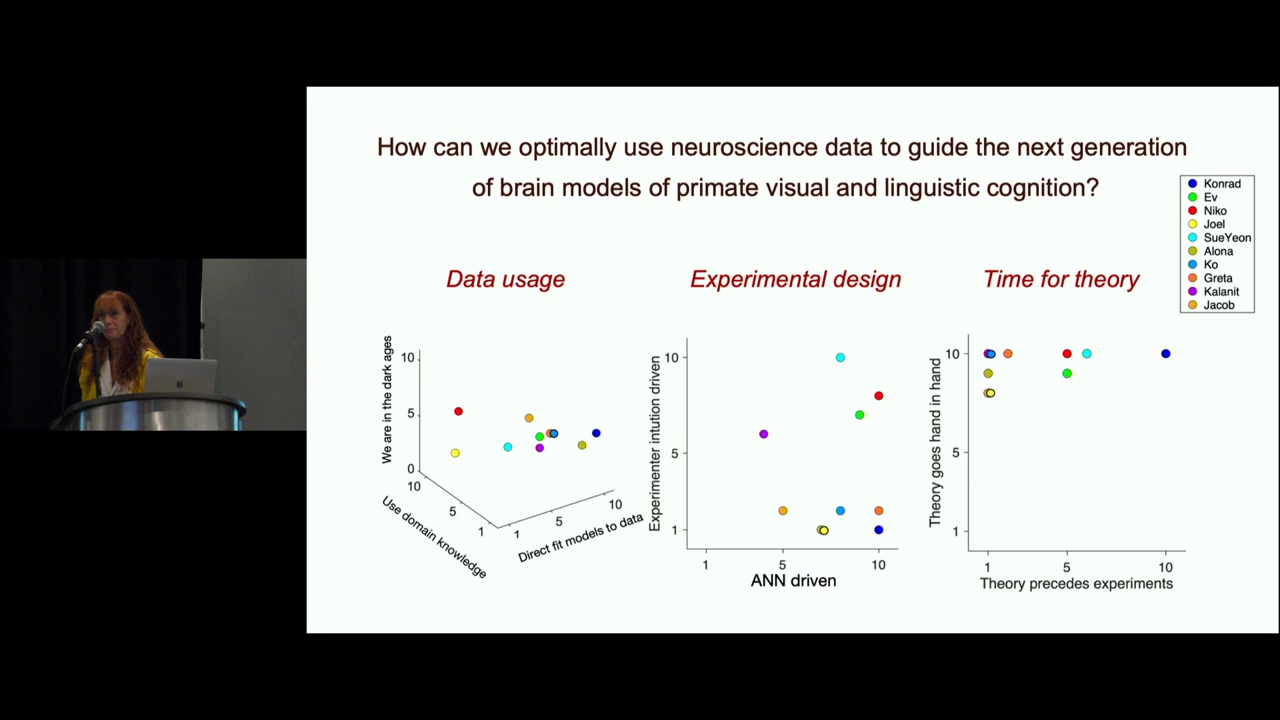 How can we optimally use neuroscience data to guide the next generation
of brain models of primate visual and linguistic cognition?
Konrad
Ev
Niko
Joel
SueYeon
Alona
Ko
Greta
Kalanit
Jacob
Data usage
Experimental design
Time for theory
We are in the dark ages
10
5
0
10
5
1
Use domain knowledge
1
5
10
Direct fit models to data
Experimenter intution driven
10
5
1
1
5
10
ANN driven
Theory goes hand in hand
10
5
1
1
5
10
Theory precedes experiments